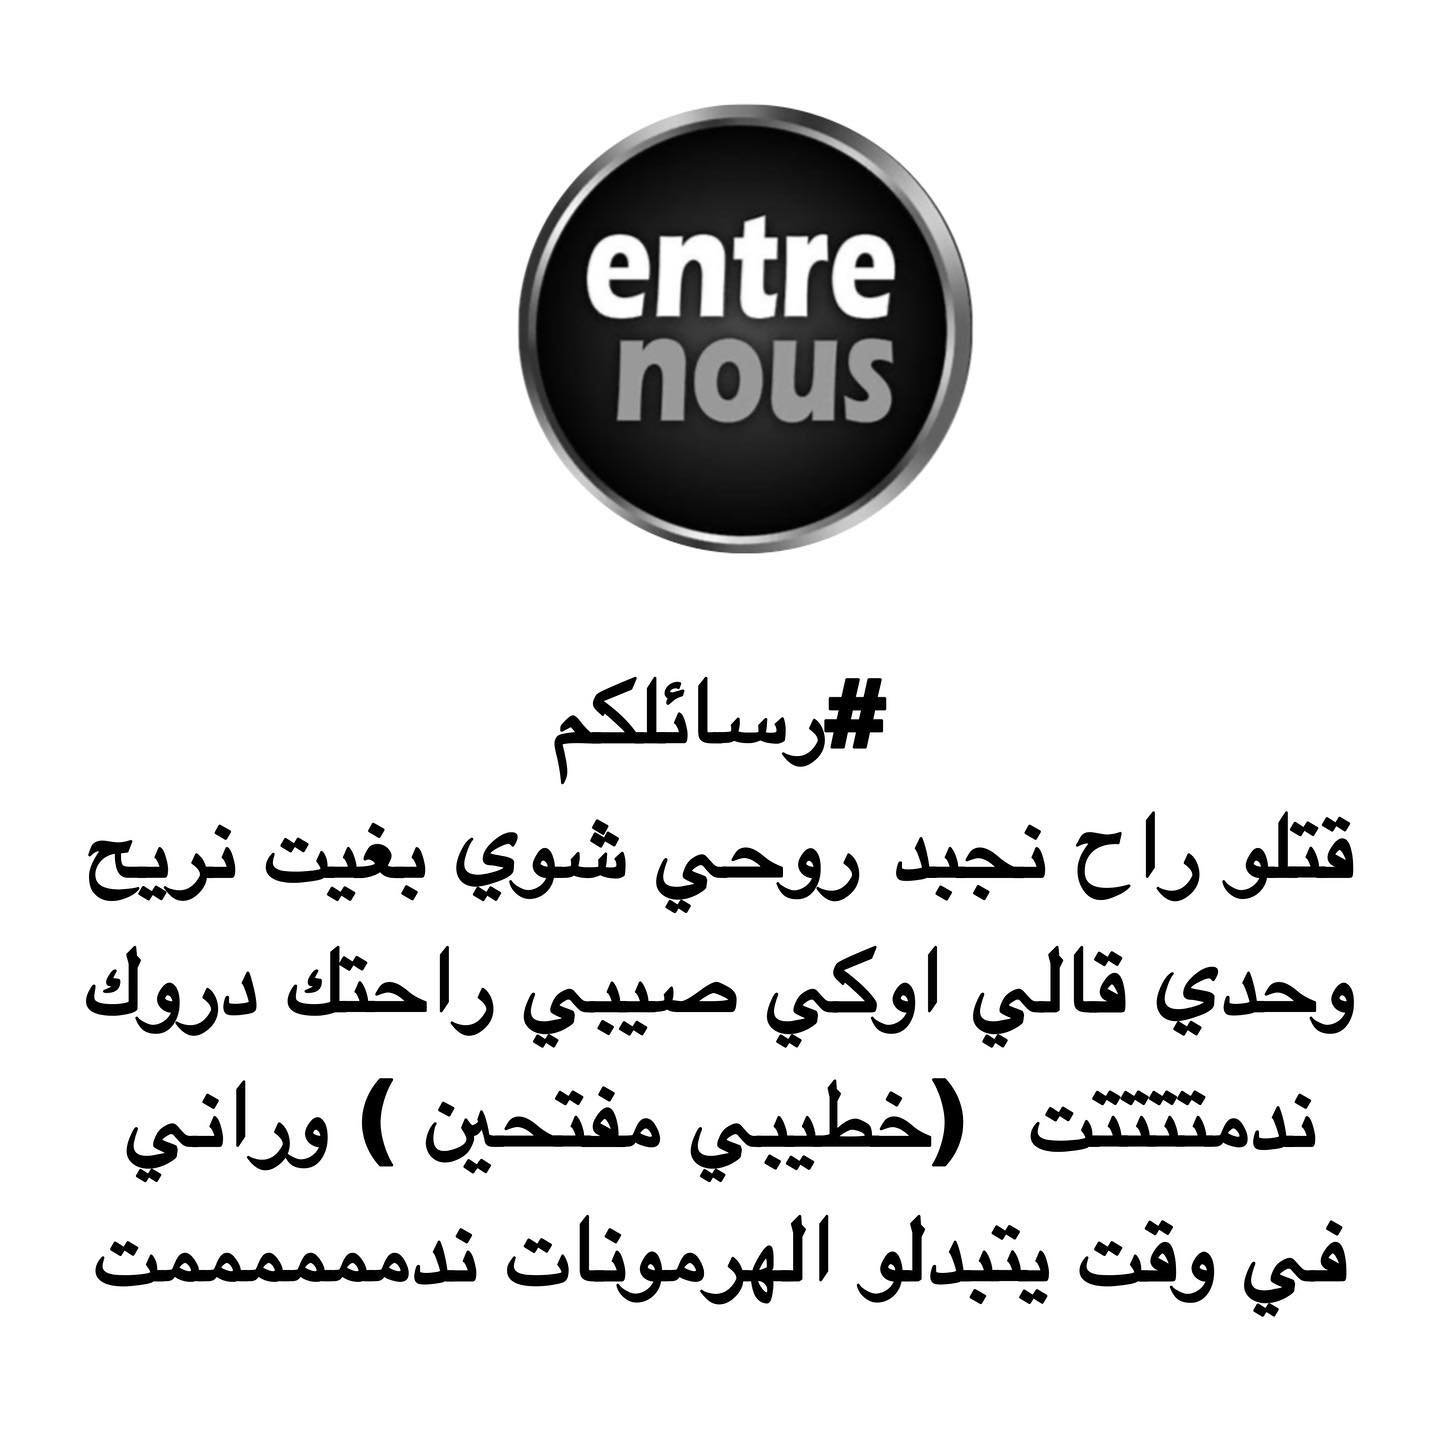 entre
nous
#رسائلكم
قتلو راح نجبد روحي شوي بغيت نريح
وحدي قالي اوكي صيبي راحتك دروك
ندمتتتتت (خطيبي مفتحين ) وراني
في وقت يتبدلو الهرمونات ندمممممممت